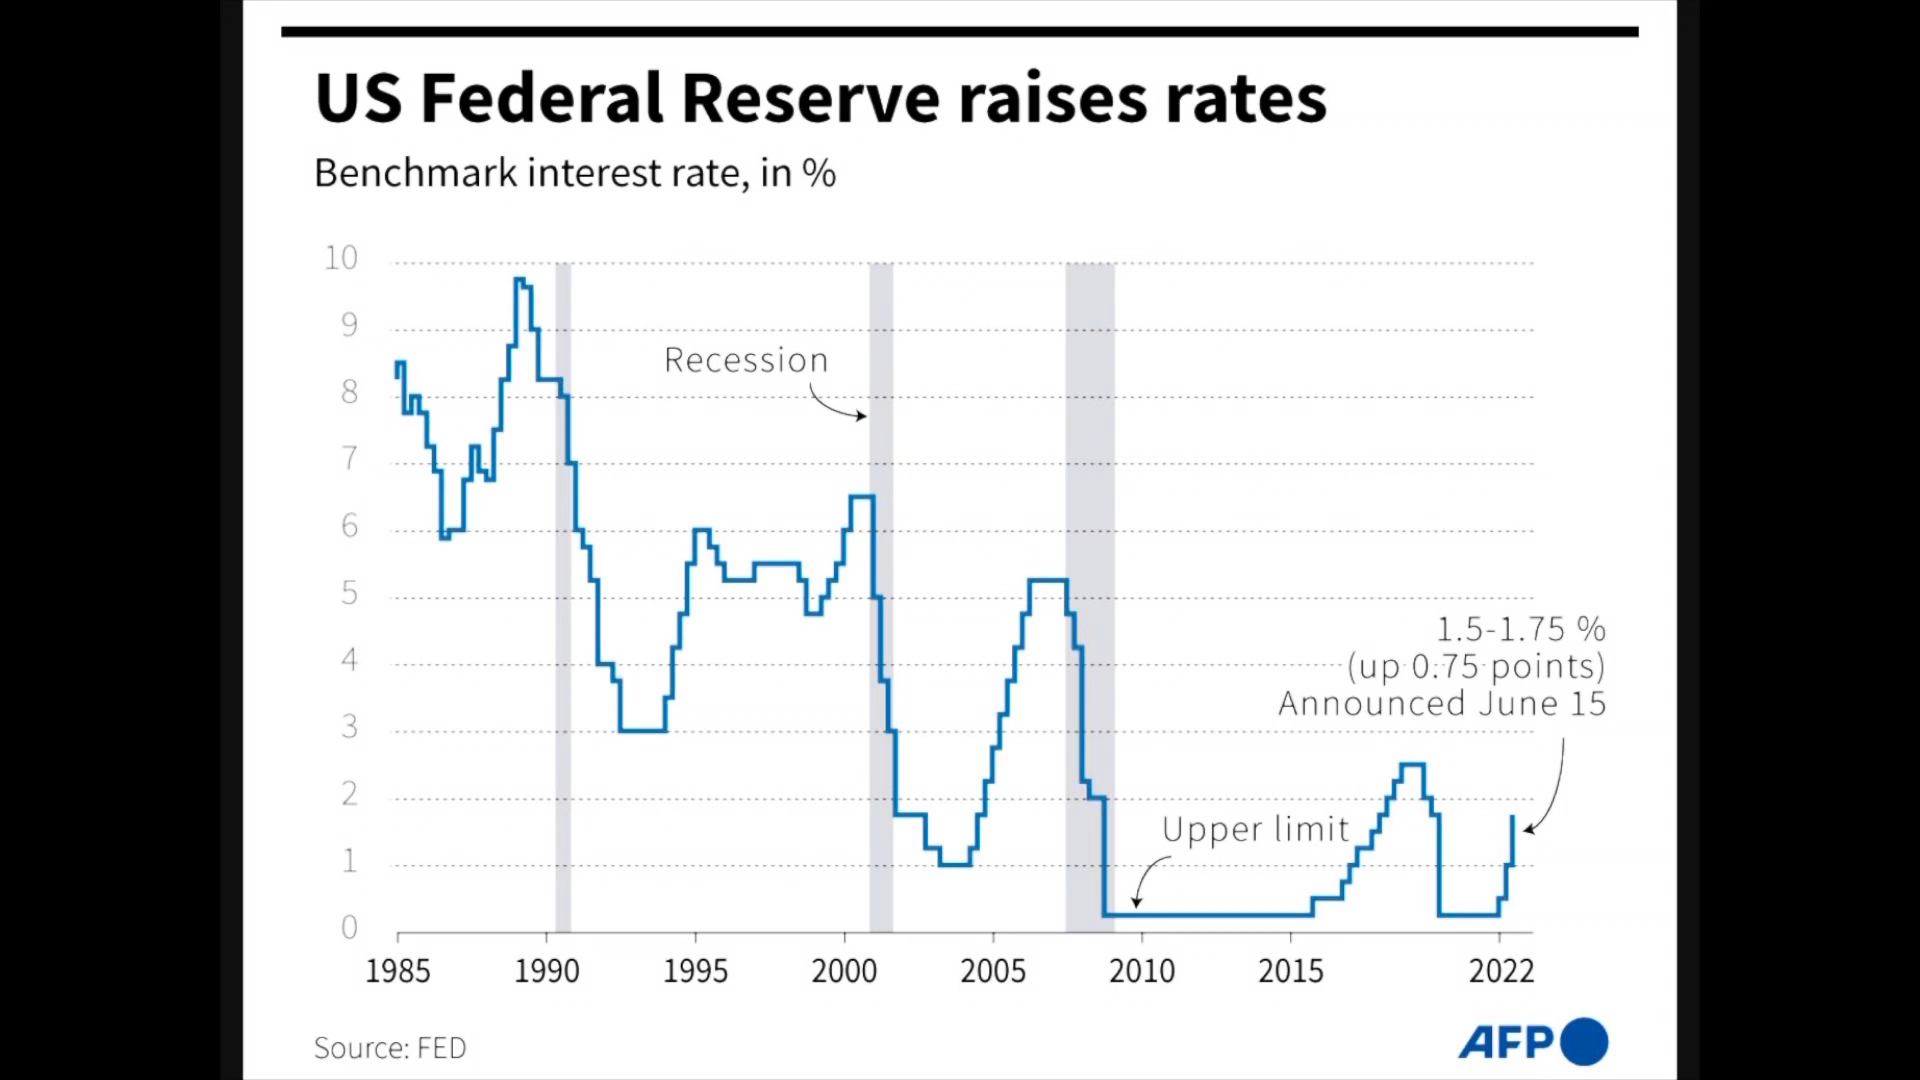 US Federal Reserve raises rates
Benchmark interest rate, in %
10
9
8
7
6
5
4
3
2
1
0
Recession
Upper limit
1.5-1.75 %
(up 0.75 points)
Announced June 15
1985 1990 1995 2000 2005 2010 2015 2022
Source: FED
AFP